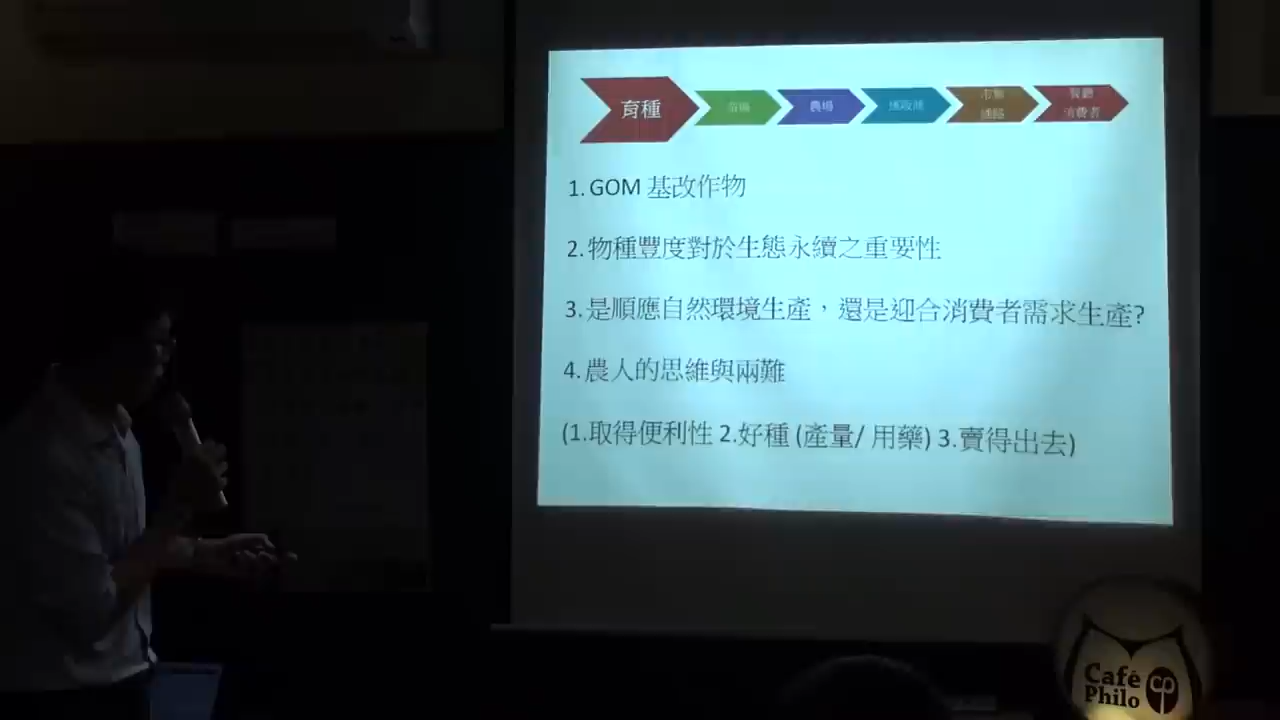 育種
農場
消費者
1. GOM 基改作物
2. 物種豐度對於生態永續之重要性
3. 是順應自然環境生產，還是迎合消費者需求生產?
4. 農人的思維與兩難
(1.取得便利性 2.好種 (產量/ 用藥) 3.賣得出去)
Café
Philo